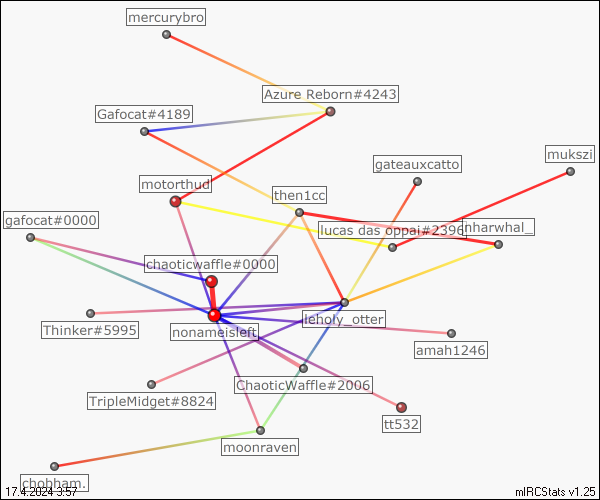 mercurybro
Azure Reborn#4243
Gafocat#4189
gateauxcatto
mukszi
motorthud
then1cc
gafocat#0000
lucas das oppai#2396
nharwhal_
chaoticwaffle#0000
leholy_otter
Thinker#5995
nonameisleft
amah1246
ChaoticWaffle#2006
TripleMidget#8824
tt532
moonraven
chobham.
17.4.2024 3:57
mIRCStats v1.25